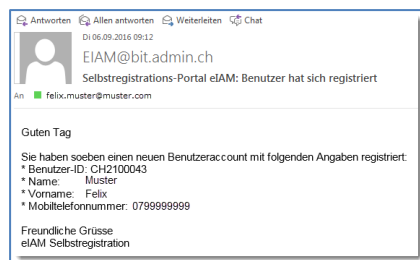 Antworten Allen antworten Weiterleiten Chat
Di 06.09.2016 09:12
EIAM@bit.admin.ch
Selbstregistrations-Portal eIAM: Benutzer hat sich registriert
An felix.muster@muster.com
Guten Tag
Sie haben soeben einen neuen Benutzeraccount mit folgenden Angaben registriert:
* Benutzer-ID: CH2100043
* Name: Muster
* Vorname: Felix
* Mobiltelefonnummer: 0799999999
Freundliche Grüsse
eIAM Selbstregistration